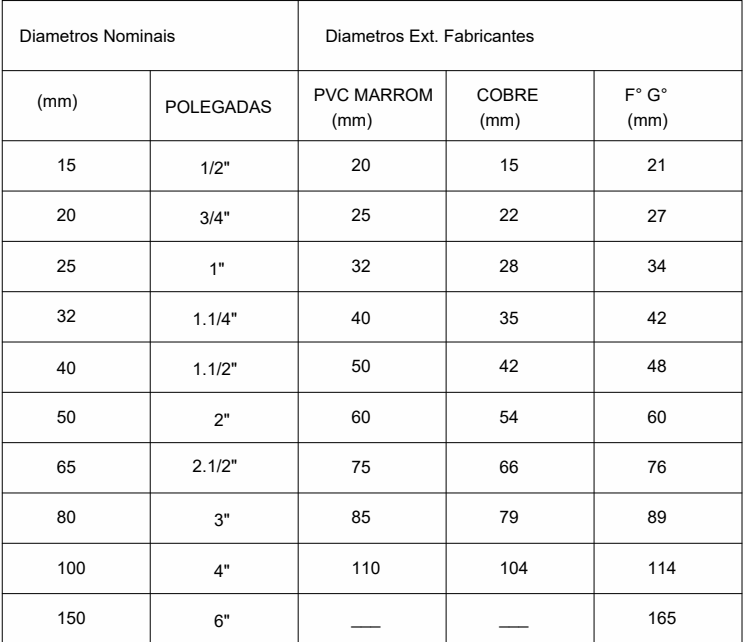 Diametros Nominais Diametros Ext. Fabricantes
(mm) POLEGADAS PVC MARROM (mm) COBRE (mm) F° G° (mm)
15 1/2" 20 15 21
20 3/4" 25 22 27
25 1" 32 28 34
32 1.1/4" 40 35 42
40 1.1/2" 50 42 48
50 2" 60 54 60
65 2.1/2" 75 66 76
80 3" 85 79 89
100 4" 110 104 114
150 6" ___ ___ 165